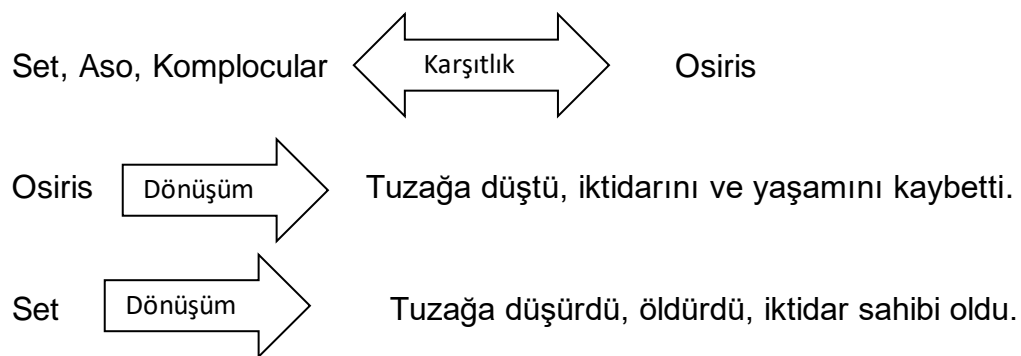 Set, Aso, Komplocular Karşıtlık Osiris
Osiris Dönüşüm Tuzağa düştü, iktidarını ve yaşamını kaybetti.
Set Dönüşüm Tuzağa düşürdü, öldürdü, iktidar sahibi oldu.